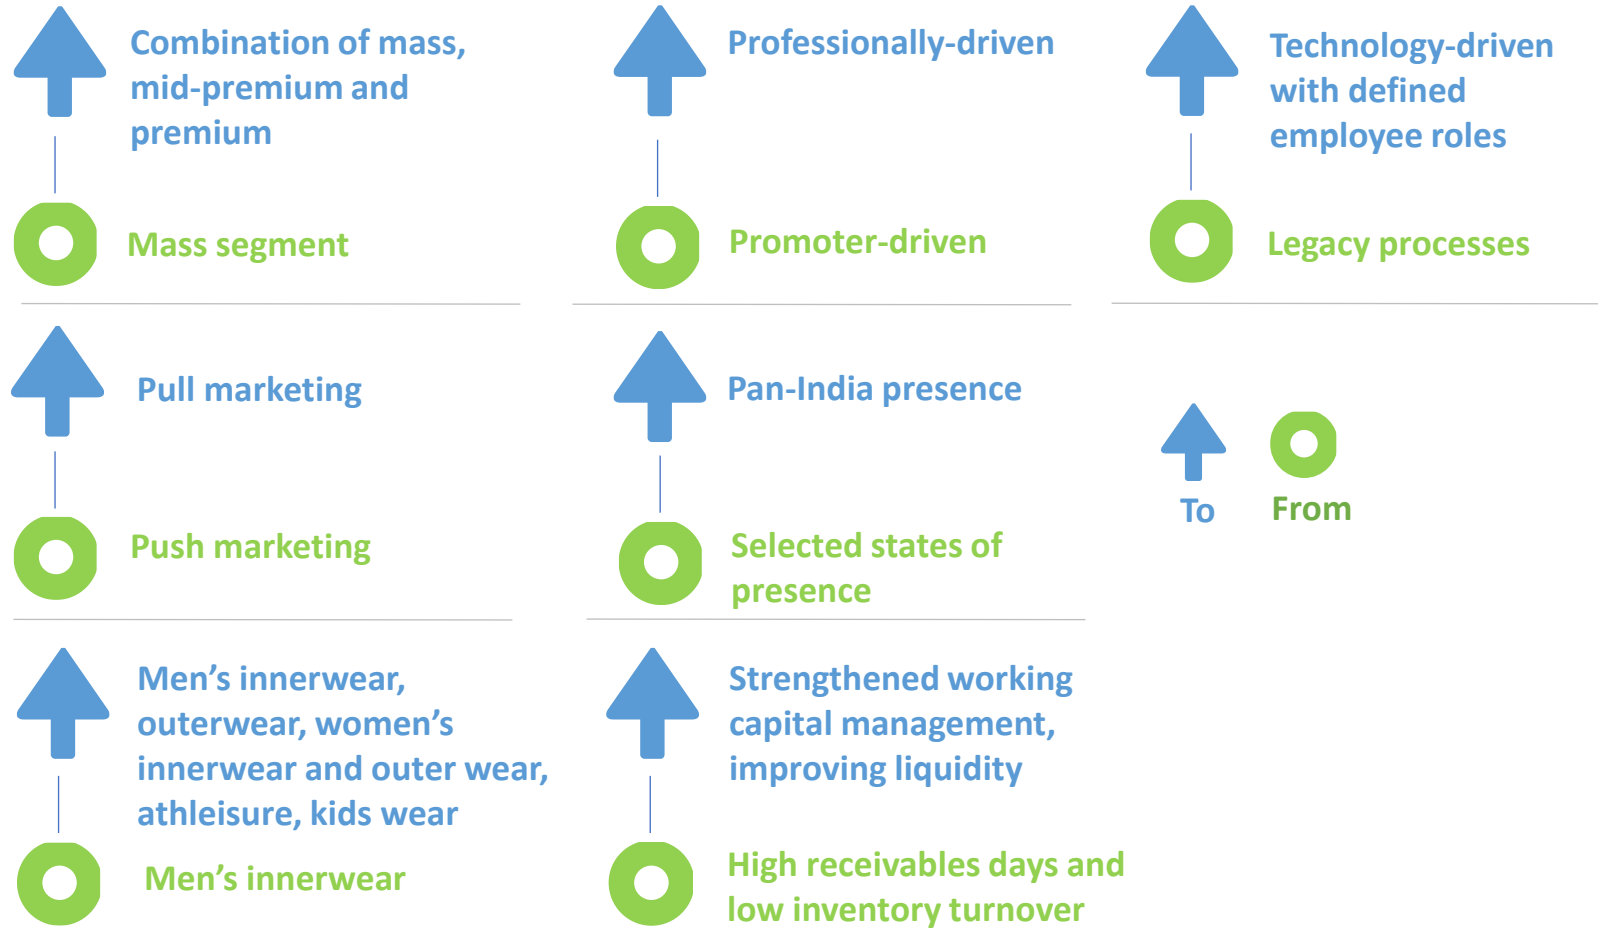 Combination of mass,
mid-premium and
premium
Mass segment
Professionally-driven
Promoter-driven
Technology-driven
with defined
employee roles
Legacy processes
Pull marketing
Push marketing
Pan-India presence
Selected states of
presence
To
From
Men’s innerwear,
outerwear, women’s
innerwear and outer wear,
athleisure, kids wear
Men’s innerwear
Strengthened working
capital management,
improving liquidity
High receivables days and
low inventory turnover